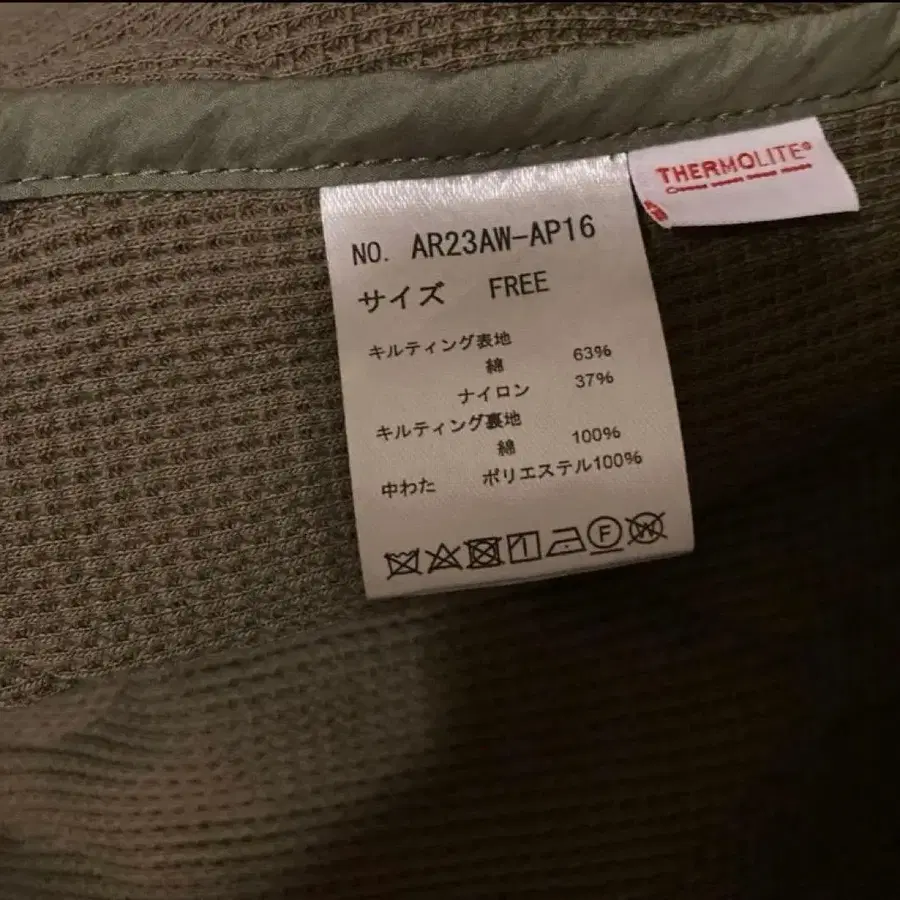 THERMOLITE®
NO. AR23AW-AP16
サイズ FREE
キルティング表地
綿 63%
ナイロン 37%
キルティング裏地
綿 100%
中わた ポリエステル100%
F
W